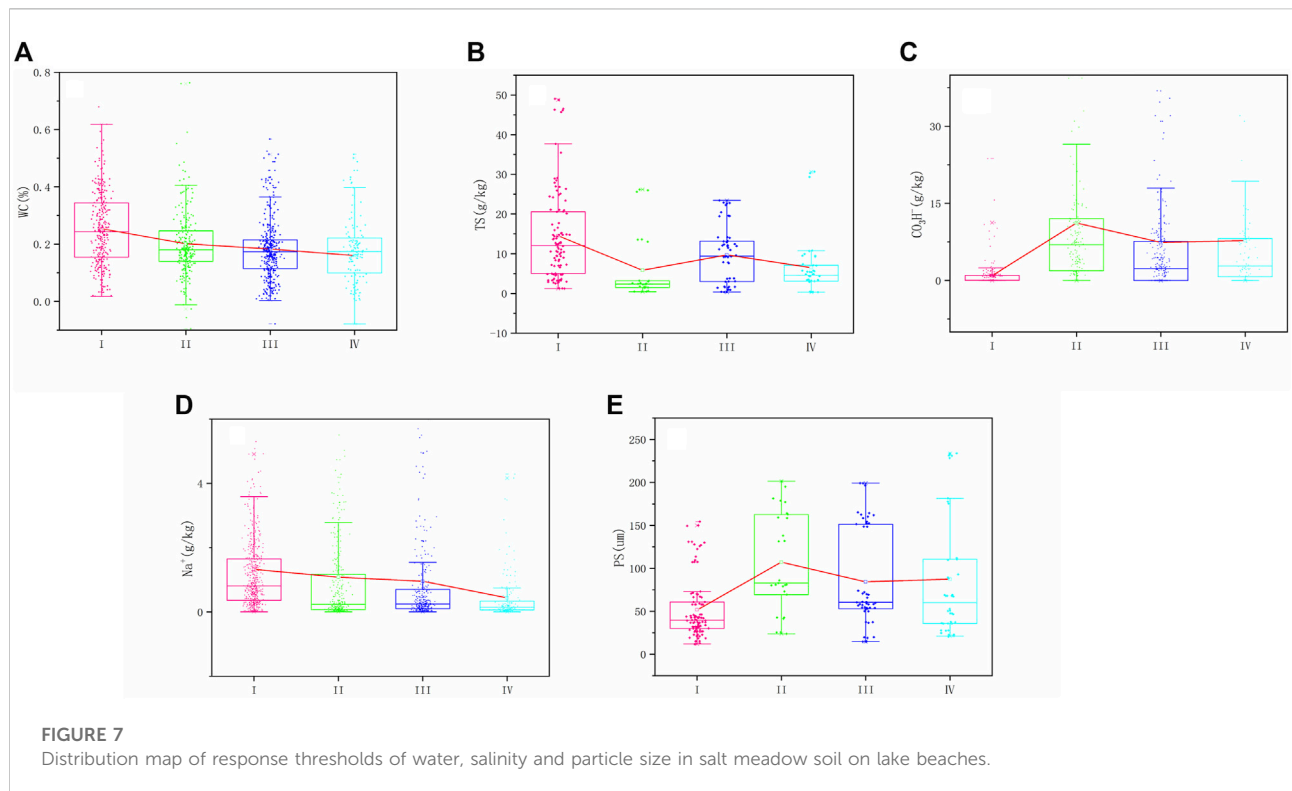 A
B
C
0.8
0.6
0.4
0.2
0.0
WC(%)
I
II
III
IV
50
40
30
20
10
0
-10
TS(g/kg)
I
II
III
IV
30
15
0
CO₃H⁻(g/kg)
I
II
III
IV
D
E
4
0
Na⁺(g/kg)
I
II
III
IV
250
200
150
100
50
0
PS(um)
I
II
III
IV
FIGURE 7
Distribution map of response thresholds of water, salinity and particle size in salt meadow soil on lake beaches.